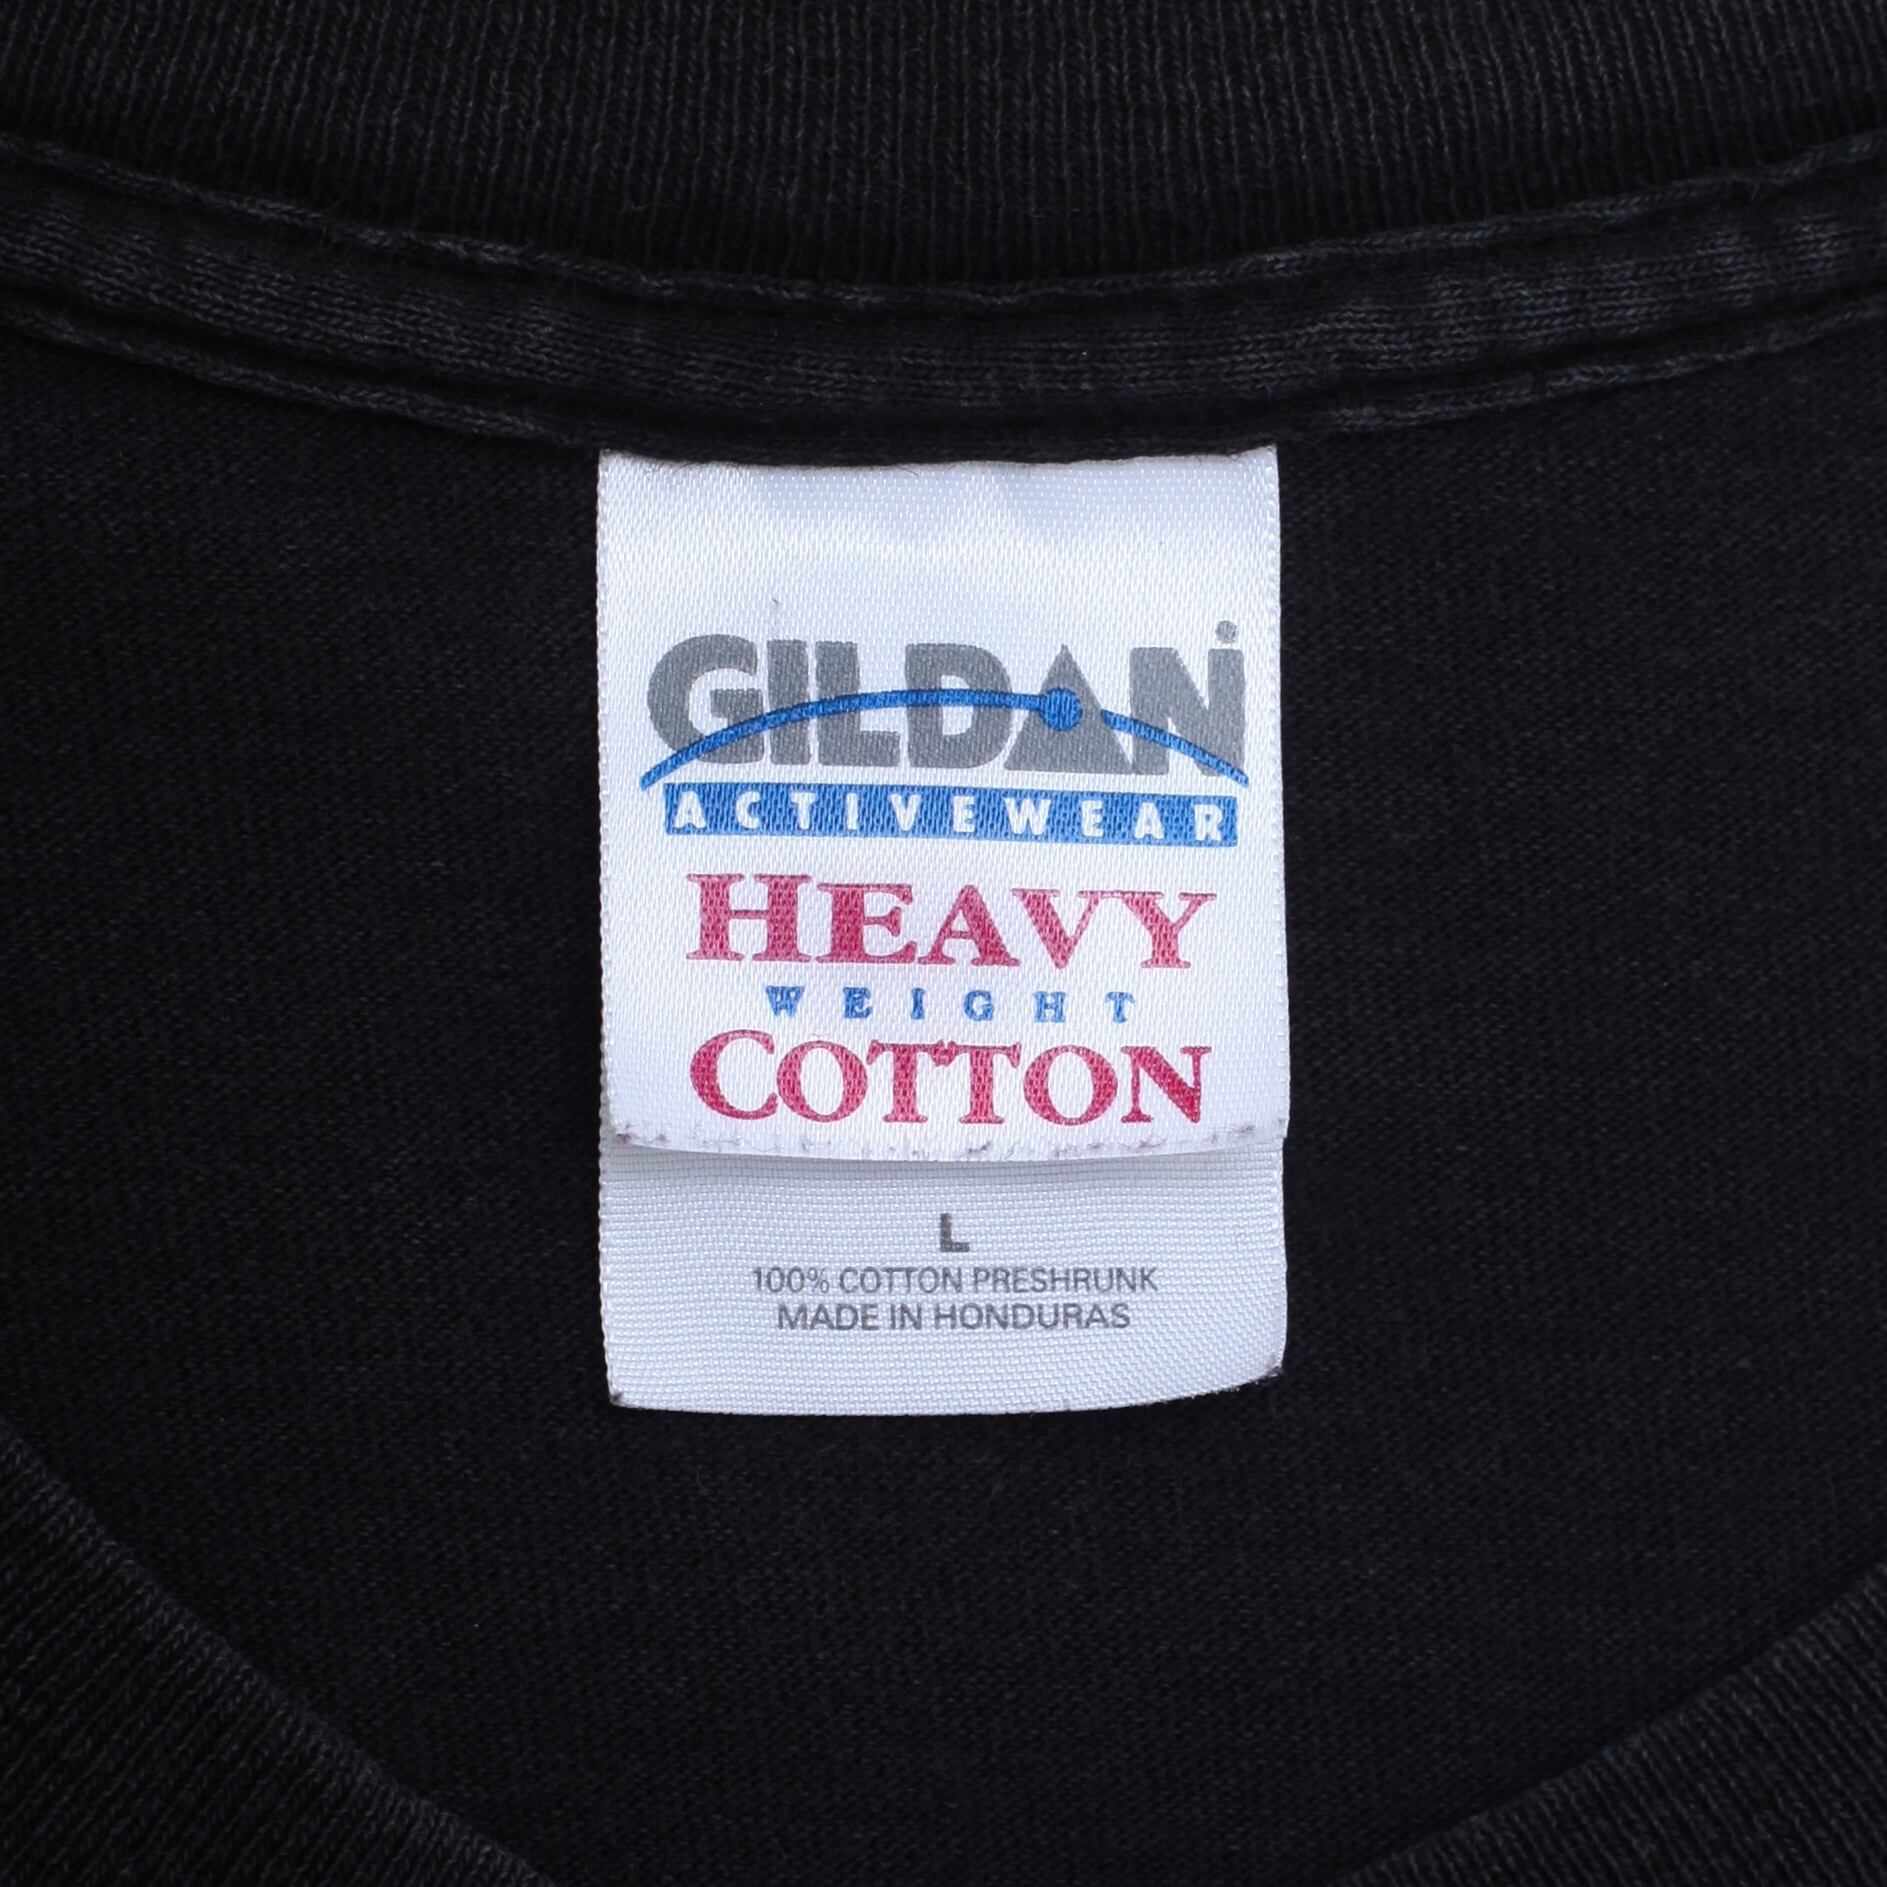 GILDAN
ACTIVEWEAR
HEAVY
WEIGHT
COTTON
L
100% COTTON PRESHRUNK
MADE IN HONDURAS